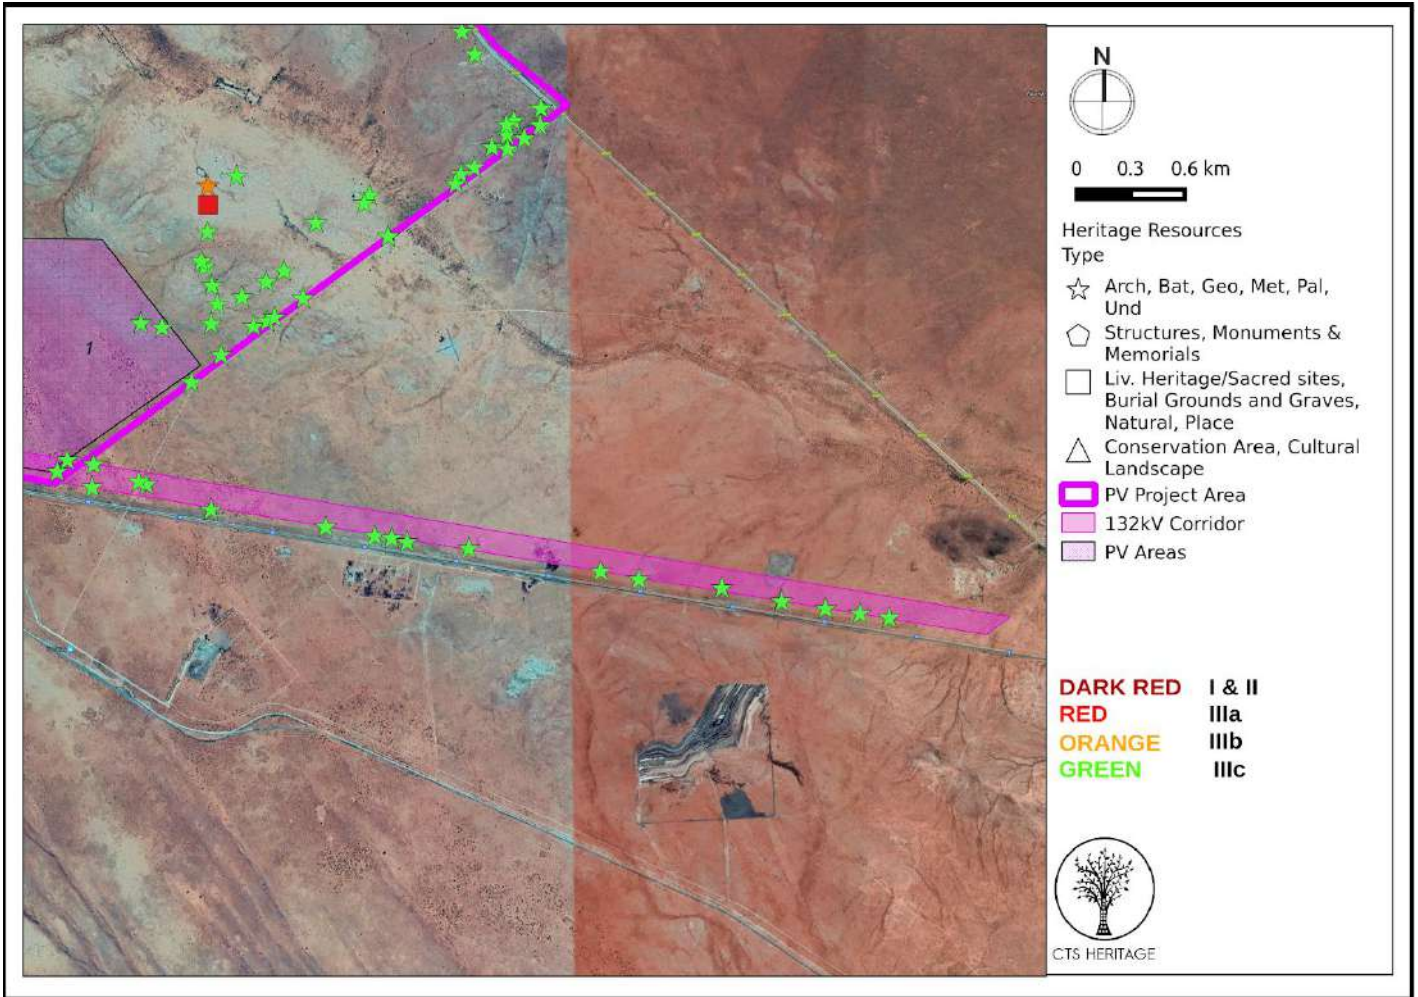 N
0 0.3 0.6 km
Heritage Resources
Type
Arch, Bat, Geo, Met, Pal,
Und
Structures, Monuments &
Memorials
Liv. Heritage/Sacred sites,
Burial Grounds and Graves,
Natural, Place
Conservation Area, Cultural
Landscape
PV Project Area
132kV Corridor
PV Areas
DARK RED I & II
RED IIIa
ORANGE IIIb
GREEN IIIc
CTS HERITAGE
1